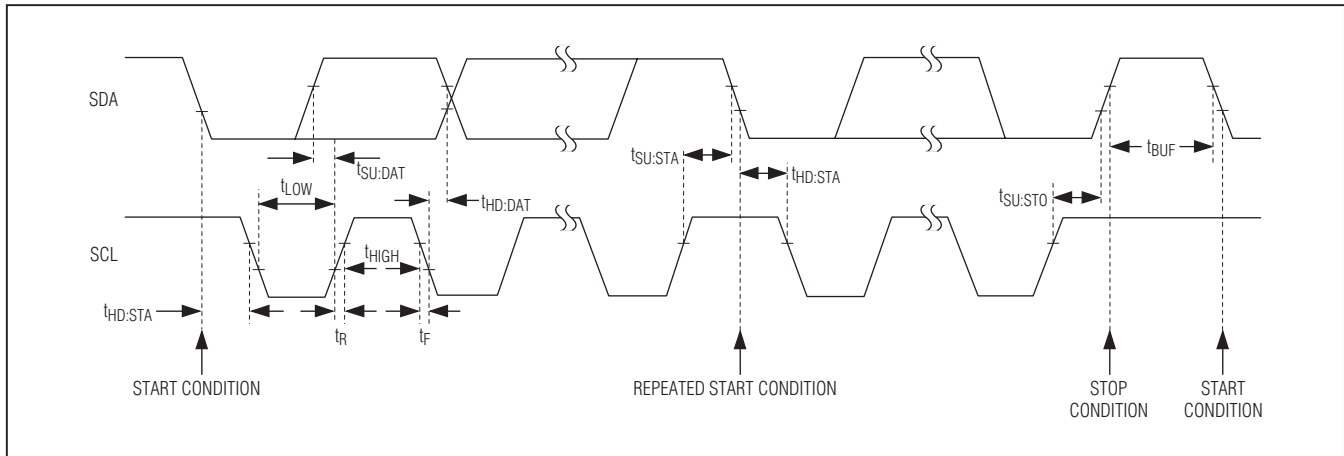 SDA
tSU:DAT
tSU:STA
tBUF
tLOW
tHD:DAT
tHD:STA
tSU:STO
SCL
tHIGH
tHD:STA
tR
tF
START CONDITION
REPEATED START CONDITION
STOP
CONDITION
START
CONDITION